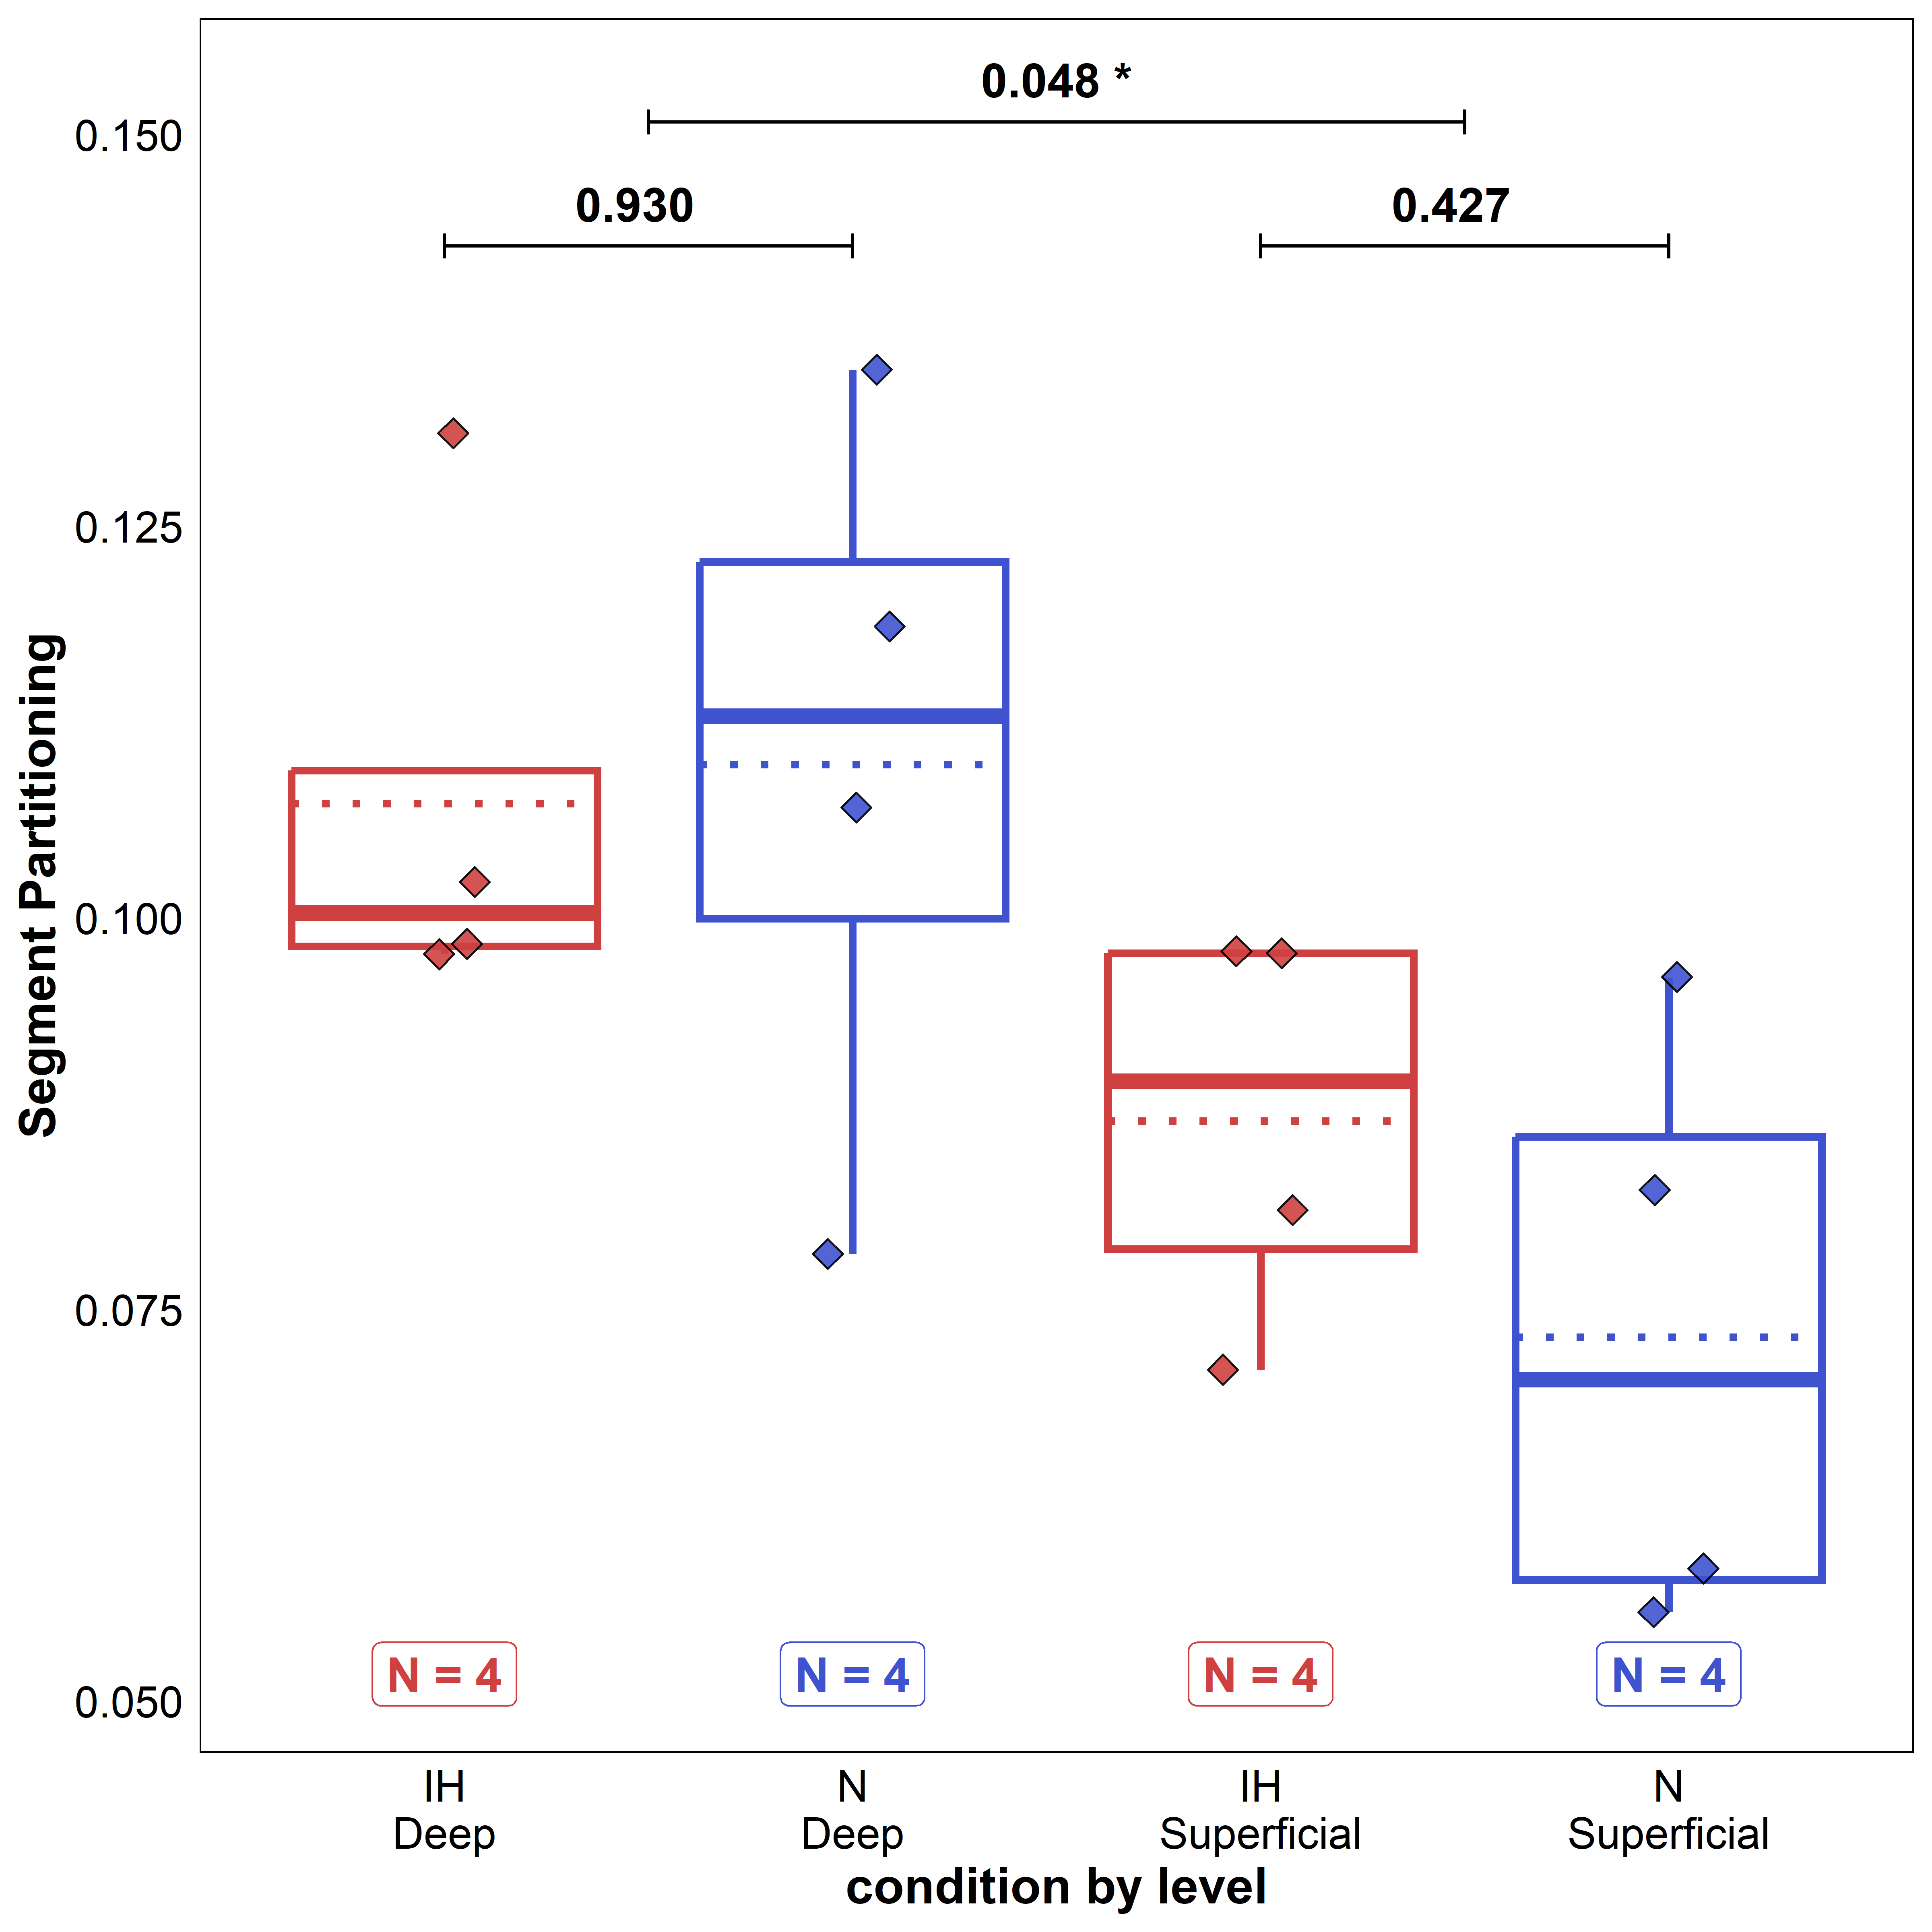 0.048 *
0.150
0.930
0.427
0.125
Segment Partitioning
0.100
0.075
N = 4
N = 4
N = 4
N = 4
0.050
IH
Deep
N
Deep
IH
Superficial
N
Superficial
condition by level